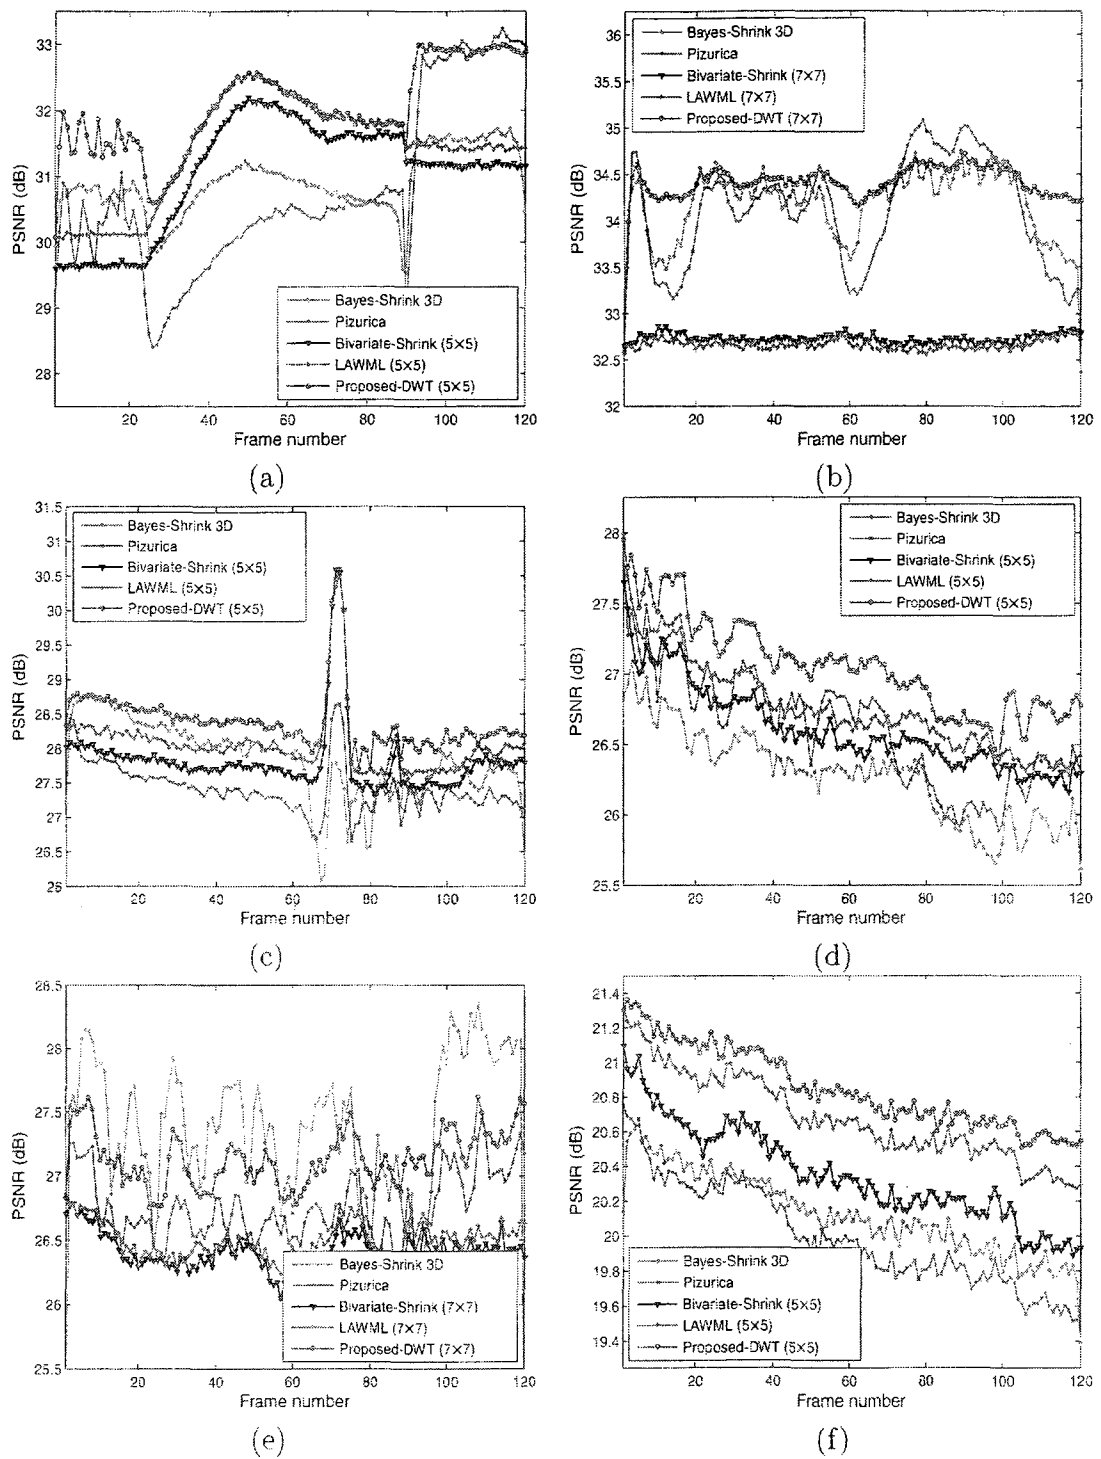 33
32
31
30
29
28
PSNR (dB)
Bayes-Shrink 3D
Pizurica
Bivariate-Shrink (5×5)
LAWML (5×5)
Proposed-DWT (5×5)
20 40 60 80 100 120
Frame number
(a)
36
35.5
35
34.5
34
33.5
33
32.5
32
PSNR (dB)
Bayes-Shrink 3D
Pizurica
Bivariate-Shrink (7×7)
LAWML (7×7)
Proposed-DWT (7×7)
20 40 60 80 100 120
Frame number
(b)
31.5
31
30.5
30
29.5
29
28.5
28
27.5
27
26.5
26
PSNR (dB)
Bayes-Shrink 3D
Pizurica
Bivariate-Shrink (5×5)
LAWML (5×5)
Proposed-DWT (5×5)
20 40 60 80 100 120
Frame number
(c)
28
27.5
27
26.5
26
25.5
PSNR (dB)
Bayes-Shrink 3D
Pizurica
Bivariate-Shrink (5×5)
LAWML (5×5)
Proposed-DWT (5×5)
20 40 60 80 100 120
Frame number
(d)
28.5
28
27.5
27
26.5
26
25.5
PSNR (dB)
Bayes-Shrink 3D
Pizurica
Bivariate-Shrink (7×7)
LAWML (7×7)
Proposed-DWT (7×7)
20 40 60 80 100 120
Frame number
(e)
21.4
21.2
21
20.8
20.6
20.4
20.2
20
19.8
19.6
19.4
PSNR (dB)
Bayes-Shrink 3D
Pizurica
Bivariate-Shrink (5×5)
LAWML (5×5)
Proposed-DWT (5×5)
20 40 60 80 100 120
Frame number
(f)